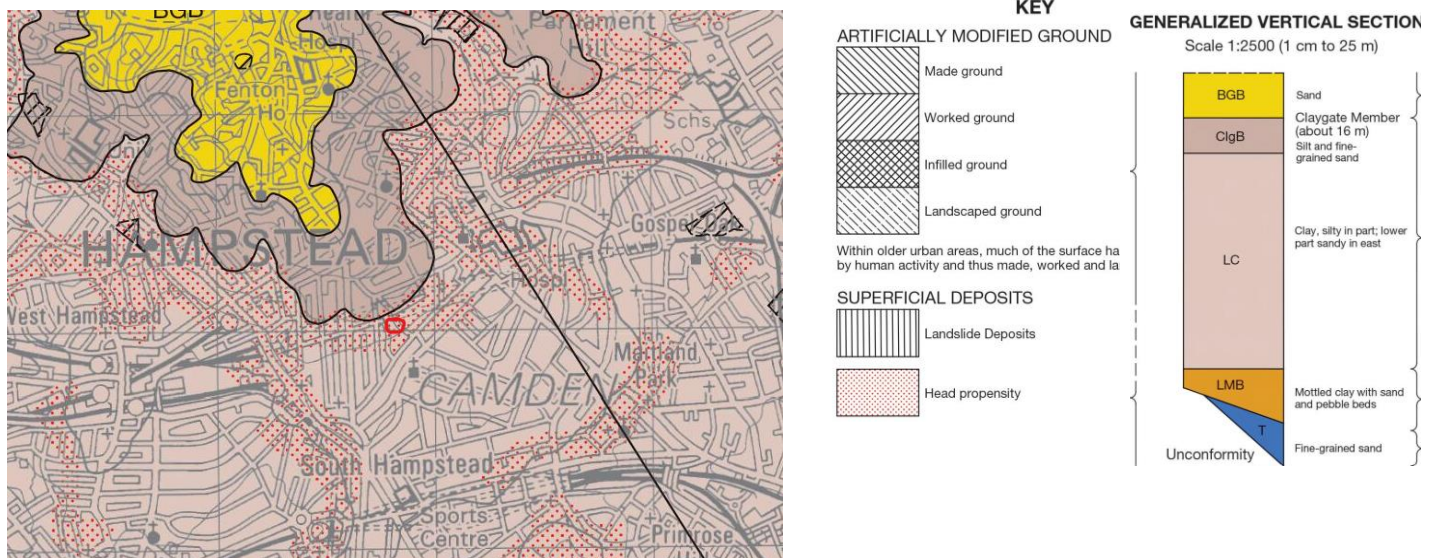 BGB
Heath
Hospl
Parliament
Hill
Fenton
Ho
Schs
Univ
HAMPSTEAD
Gospel Oak
Hospl
West Hampstead
Maitland
Park
CAMDEN
South Hampstead
Sports
Centre
Primrose
KEY
ARTIFICIALLY MODIFIED GROUND
Made ground
Worked ground
Infilled ground
Landscaped ground
Within older urban areas, much of the surface ha
by human activity and thus made, worked and la
SUPERFICIAL DEPOSITS
Landslide Deposits
Head propensity
GENERALIZED VERTICAL SECTION
Scale 1:2500 (1 cm to 25 m)
BGB
Sand
Claygate Member
(about 16 m)
ClgB
Silt and fine-
grained sand
LC
Clay, silty in part; lower
part sandy in east
LMB
Mottled clay with sand
and pebble beds
T
Fine-grained sand
Unconformity